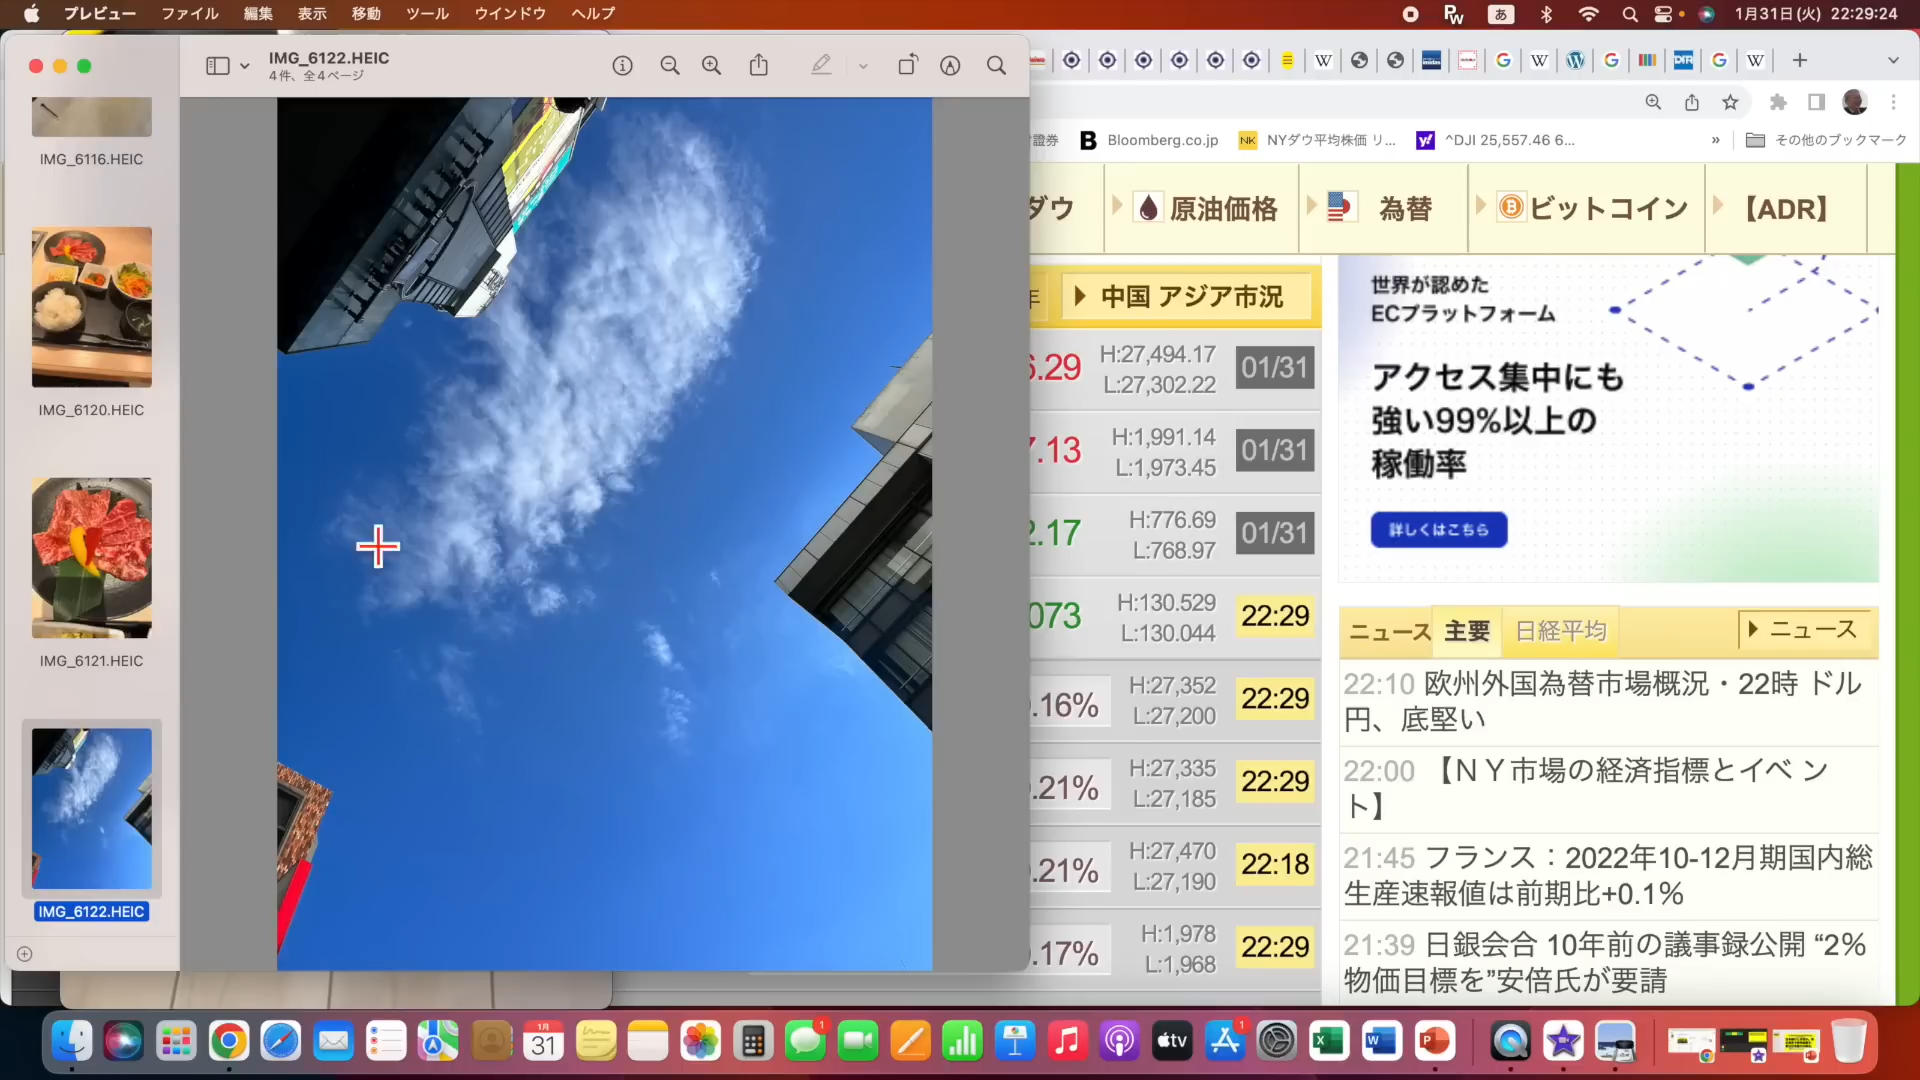 プレビュー ファイル 編集 表示 移動 ツール ウインドウ ヘルプ
あ 1月31日(火) 22:29:24
IMG_6122.HEIC
4件、全4ページ
IMG_6116.HEIC
IMG_6120.HEIC
IMG_6121.HEIC
IMG_6122.HEIC
証券 B Bloomberg.co.jp NK NYダウ平均株価 リ... ^DJI 25,557.46 6... » その他のブックマーク
ダウ 原油価格 為替 ビットコイン 【ADR】
中国 アジア市況
6.29 H:27,494.17 01/31
L:27,302.22
7.13 H:1,991.14 01/31
L:1,973.45
2.17 H:776.69 01/31
L:768.97
073 H:130.529 22:29
L:130.044
.16% H:27,352 22:29
L:27,200
.21% H:27,335 22:29
L:27,185
.21% H:27,470 22:18
L:27,190
.17% H:1,978 22:29
L:1,968
世界が認めた
ECプラットフォーム
アクセス集中にも
強い99%以上の
稼働率
詳しくはこちら
ニュース 主要 日経平均 ニュース
22:10 欧州外国為替市場概況・22時 ドル
円、底堅い
22:00 【ＮＹ市場の経済指標とイベン
ト】
21:45 フランス：2022年10-12月期国内総
生産速報値は前期比+0.1%
21:39 日銀会合 10年前の議事録公開 “2%
物価目標を”安倍氏が要請
1月
31
1
tv
1